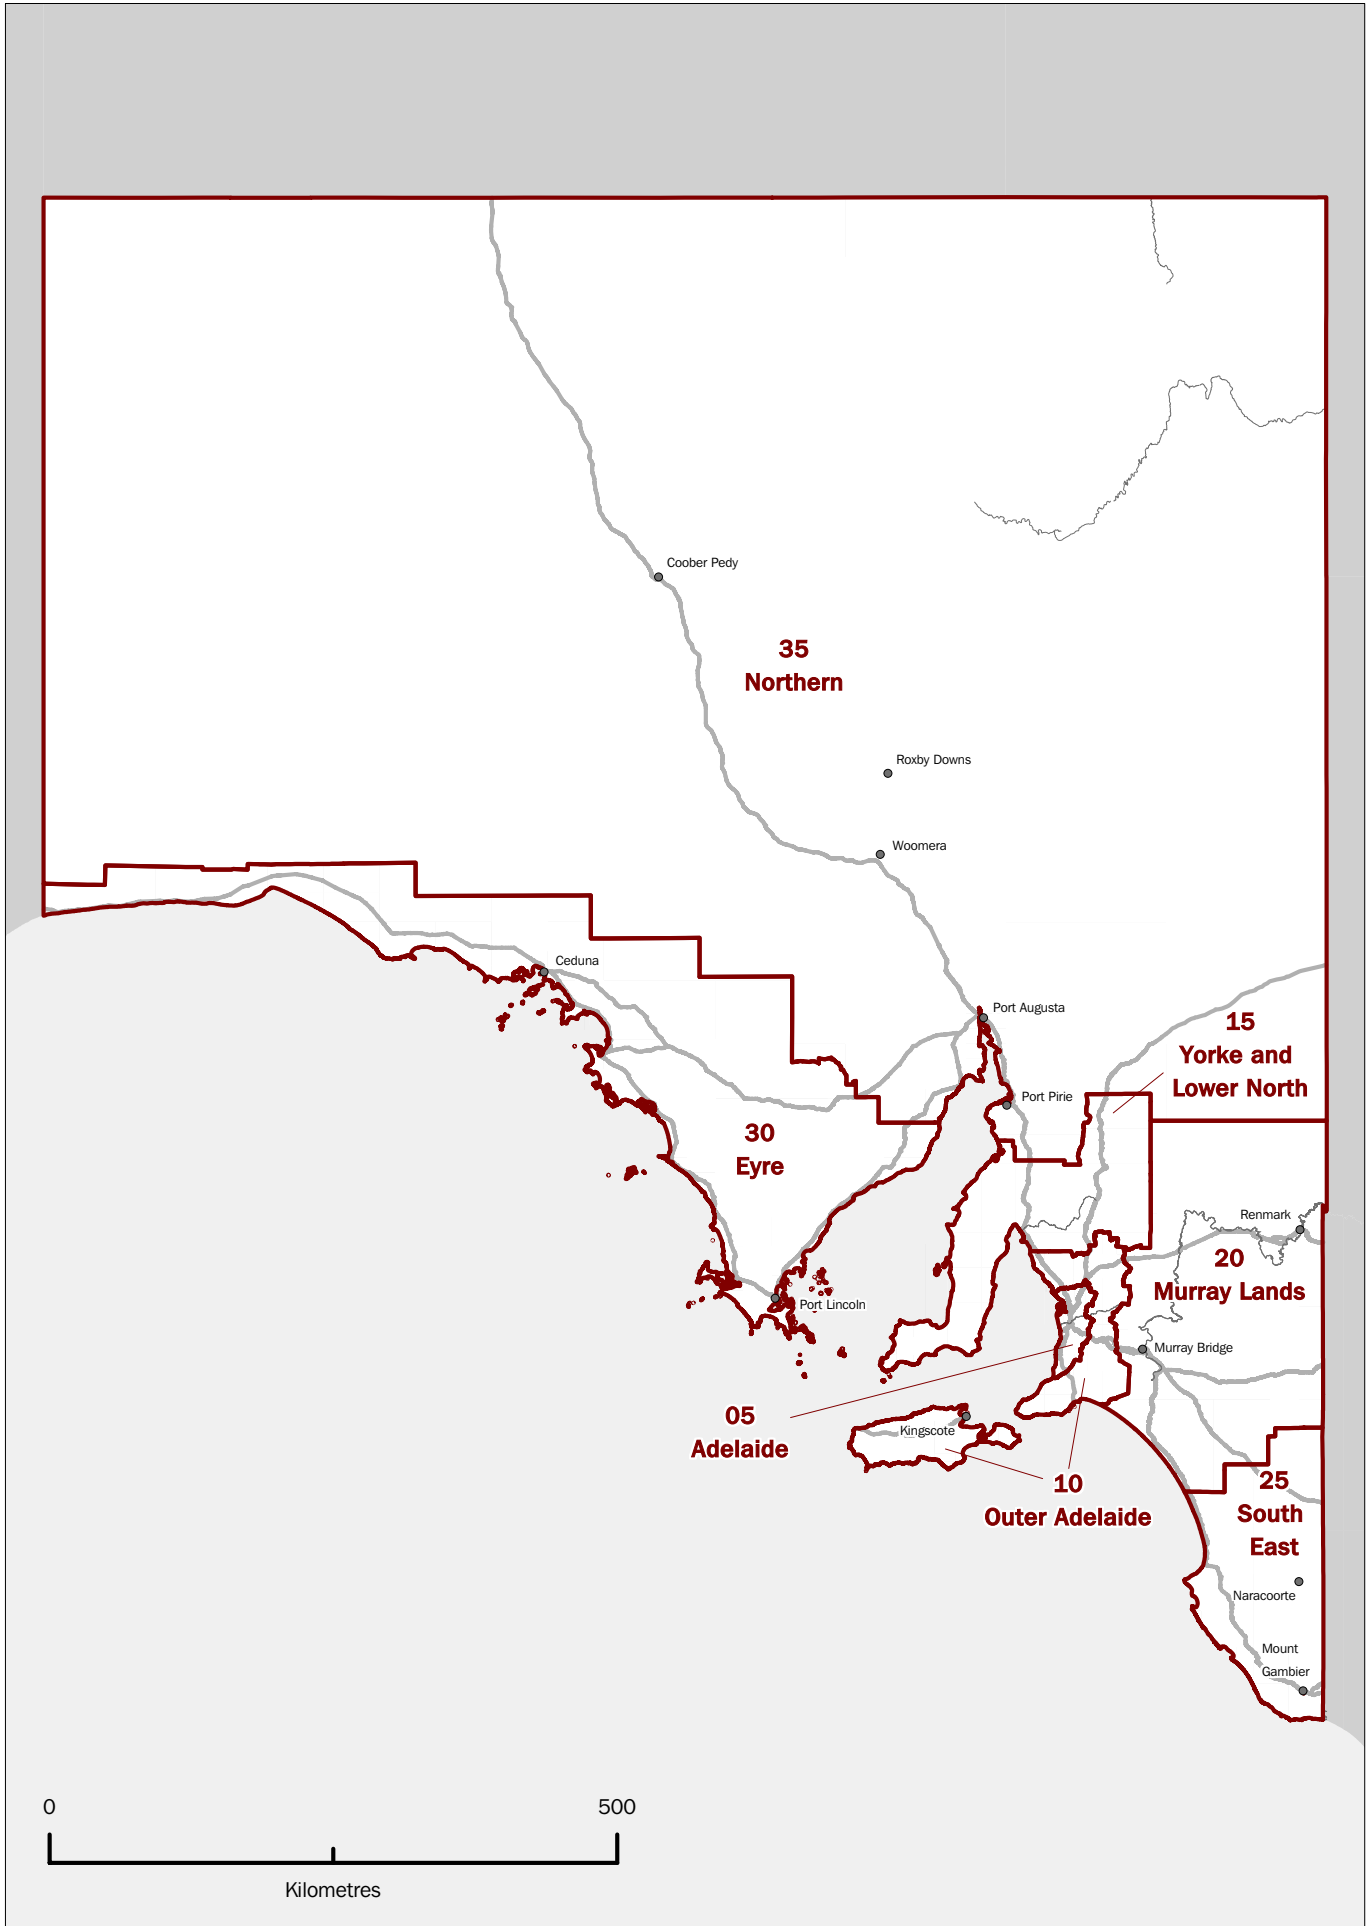 Coober Pedy
35
Northern
Roxby Downs
Woomera
Ceduna
Port Augusta
15
Yorke and
Lower North
Port Pirie
30
Eyre
Renmark
20
Murray Lands
Port Lincoln
Murray Bridge
05
Adelaide
Kingscote
10
Outer Adelaide
25
South
East
Naracoorte
Mount
Gambier
0
500
Kilometres